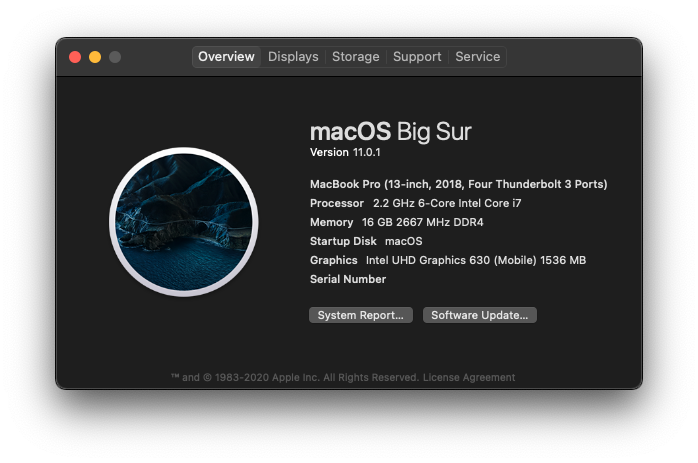 Overview Displays Storage Support Service
macOS Big Sur
Version 11.0.1
MacBook Pro (13-inch, 2018, Four Thunderbolt 3 Ports)
Processor 2.2 GHz 6-Core Intel Core i7
Memory 16 GB 2667 MHz DDR4
Startup Disk macOS
Graphics Intel UHD Graphics 630 (Mobile) 1536 MB
Serial Number
System Report... Software Update...
™ and © 1983-2020 Apple Inc. All Rights Reserved. License Agreement